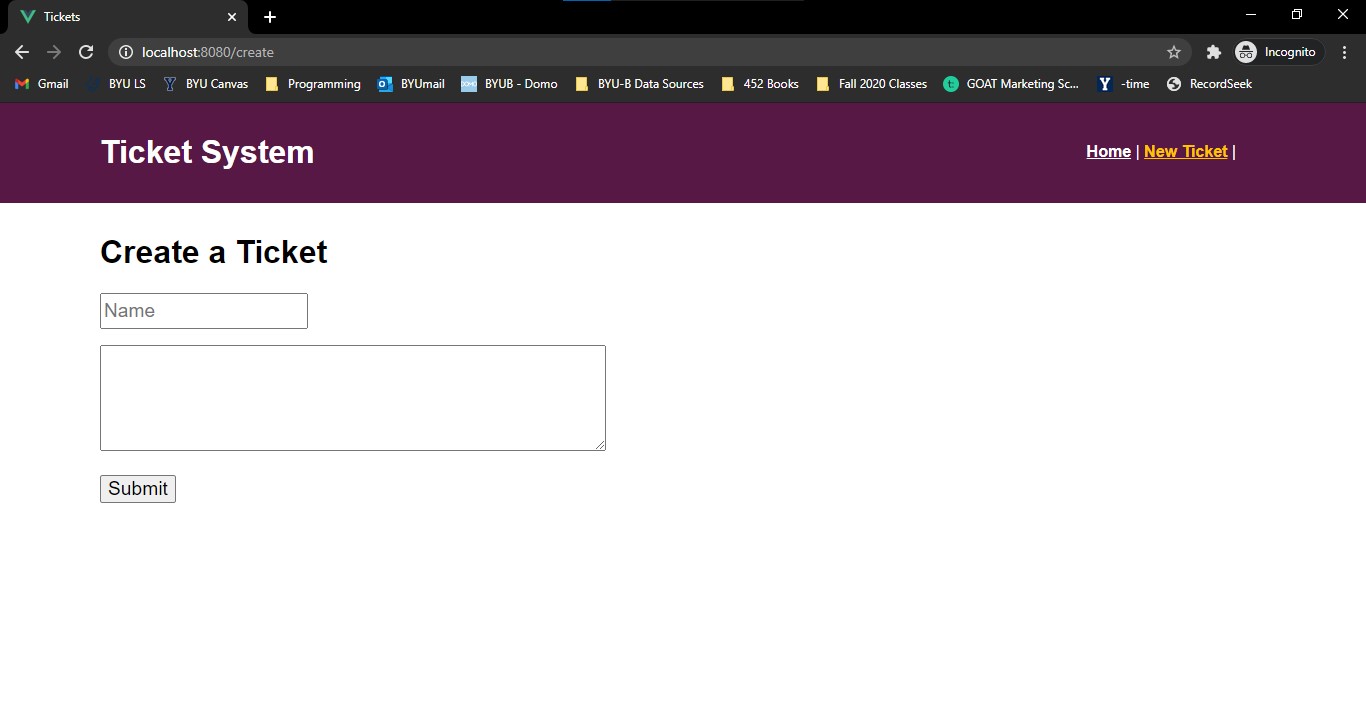 Tickets
localhost:8080/create
Incognito
Gmail BYU LS BYU Canvas Programming BYUmail BYUB - Domo BYU-B Data Sources 452 Books Fall 2020 Classes GOAT Marketing Sc... -time RecordSeek
Ticket System
Home | New Ticket |
Create a Ticket
Name
Submit